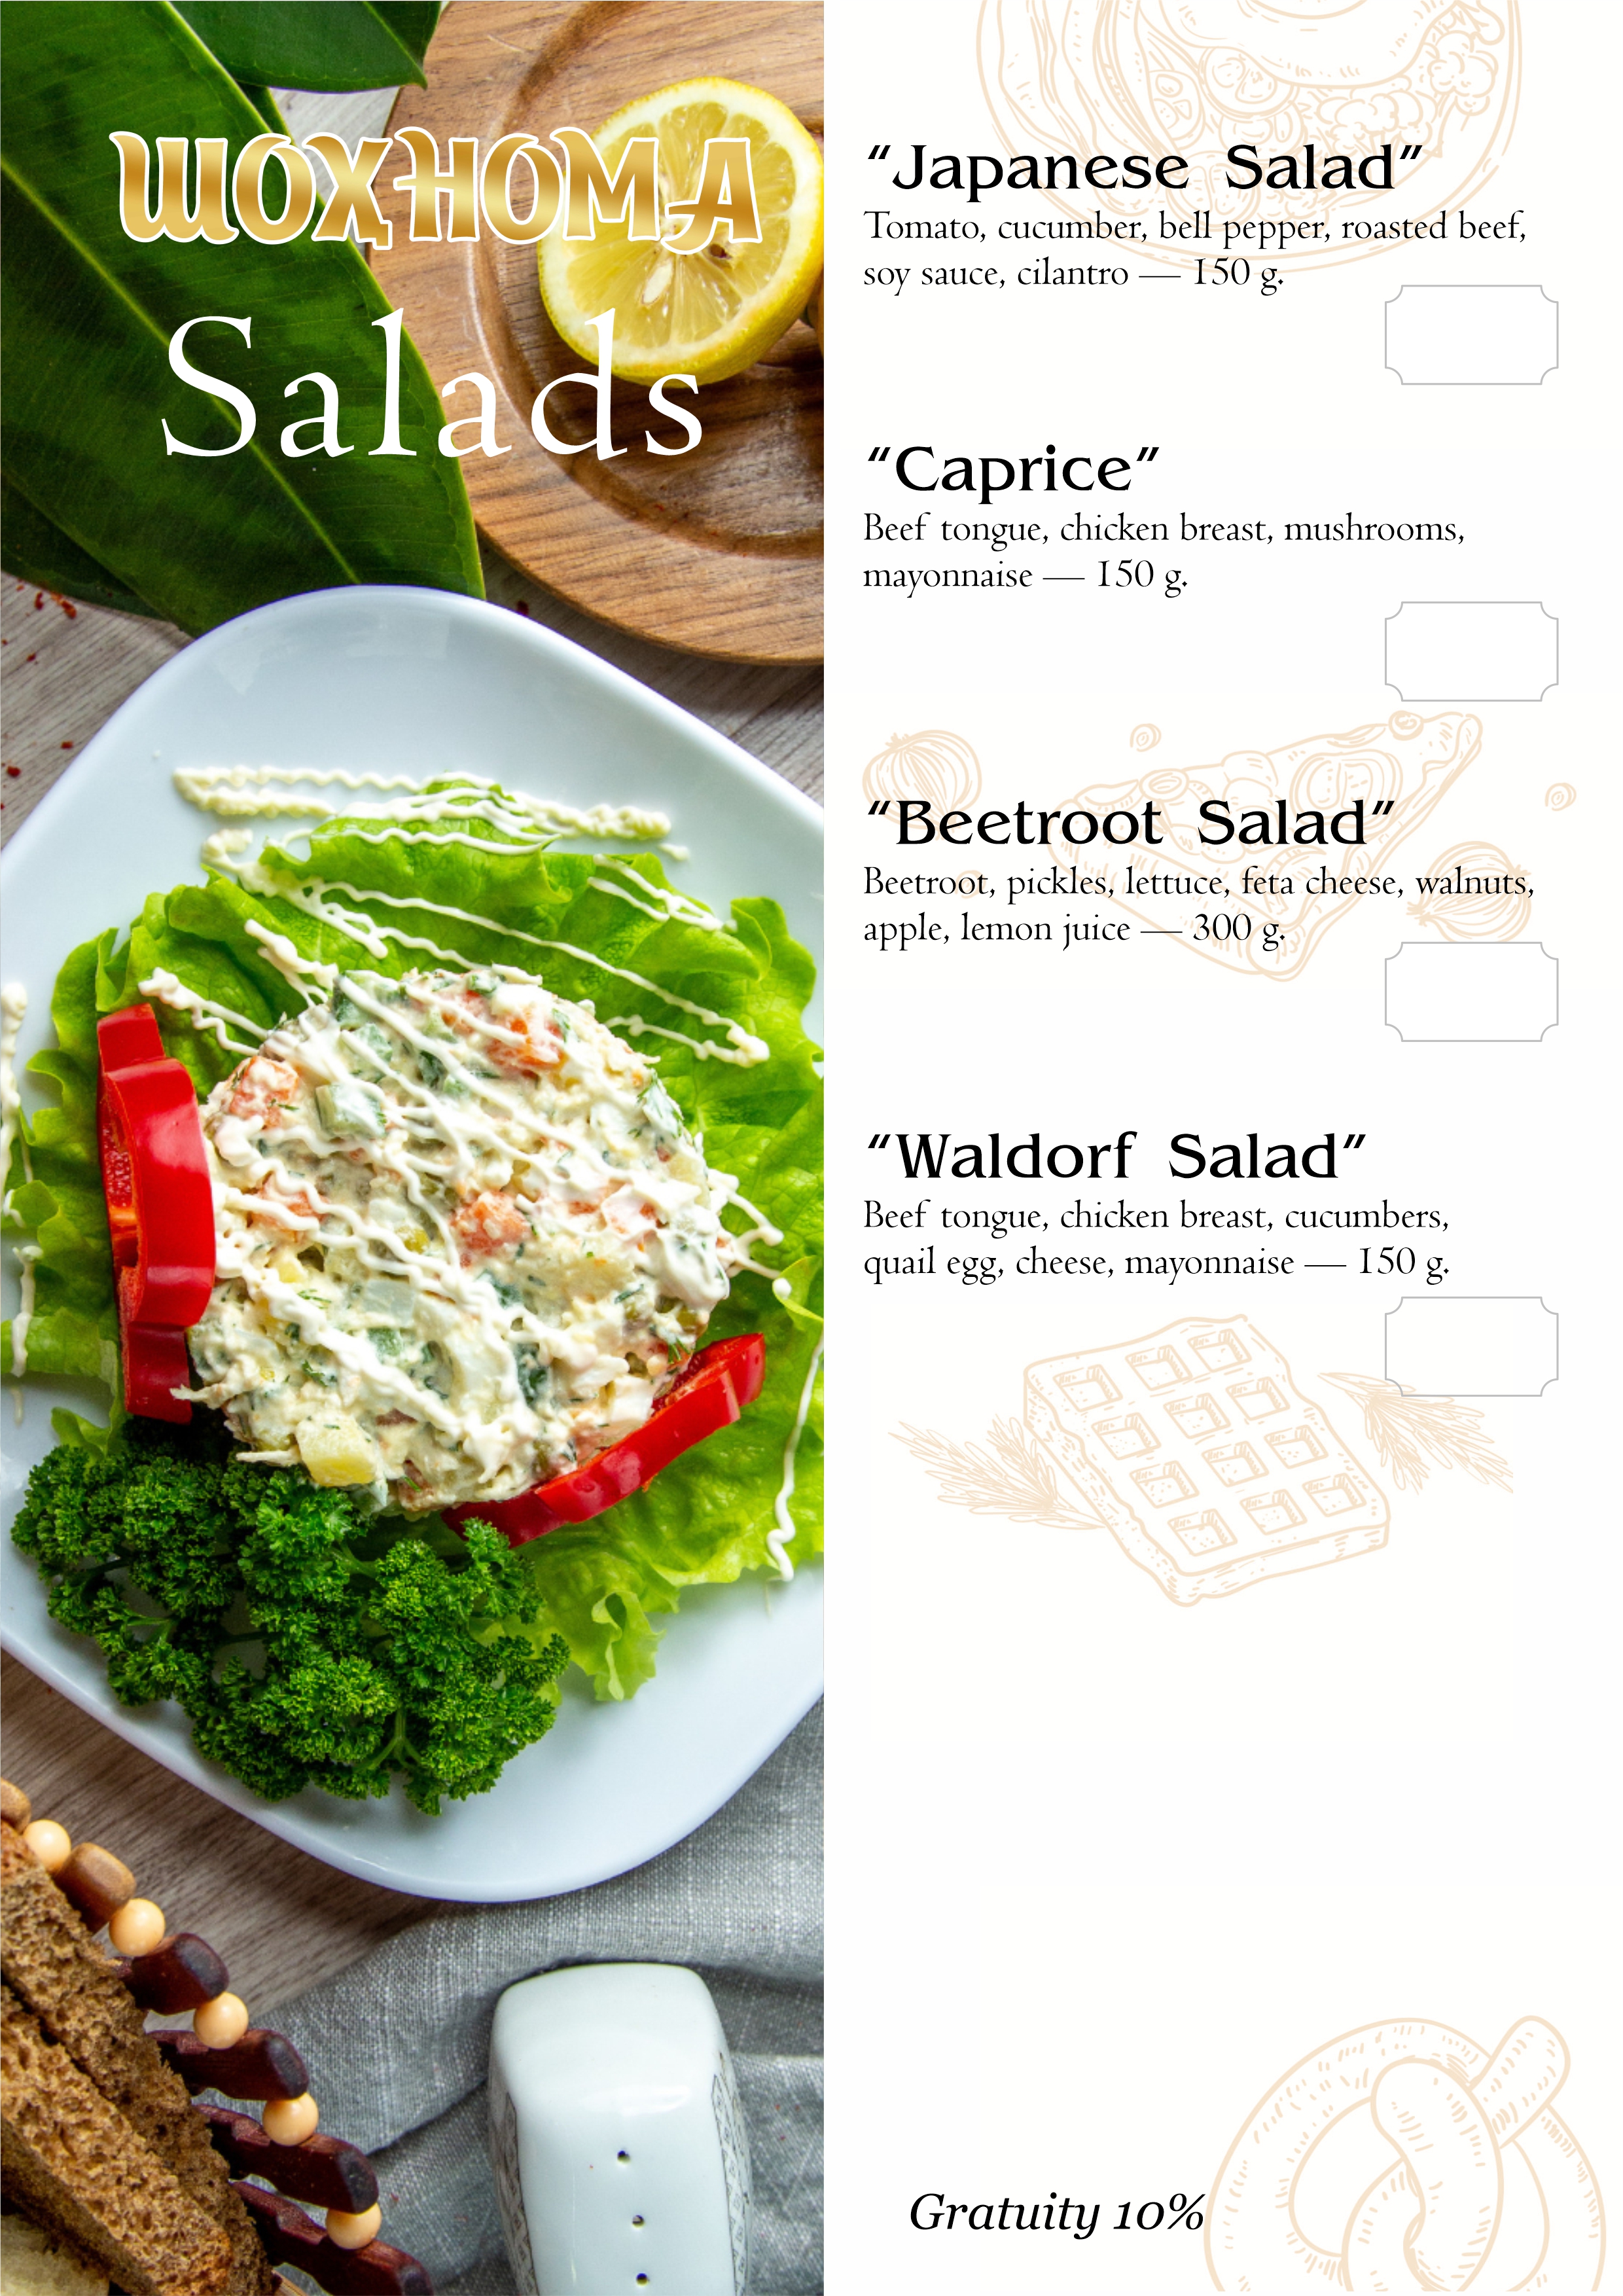 ШОҲНОМА
Salads
“Japanese Salad”
Tomato, cucumber, bell pepper, roasted beef,
soy sauce, cilantro — 150 g.
“Caprice”
Beef tongue, chicken breast, mushrooms,
mayonnaise — 150 g.
“Beetroot Salad”
Beetroot, pickles, lettuce, feta cheese, walnuts,
apple, lemon juice — 300 g.
“Waldorf Salad”
Beef tongue, chicken breast, cucumbers,
quail egg, cheese, mayonnaise — 150 g.
Gratuity 10%